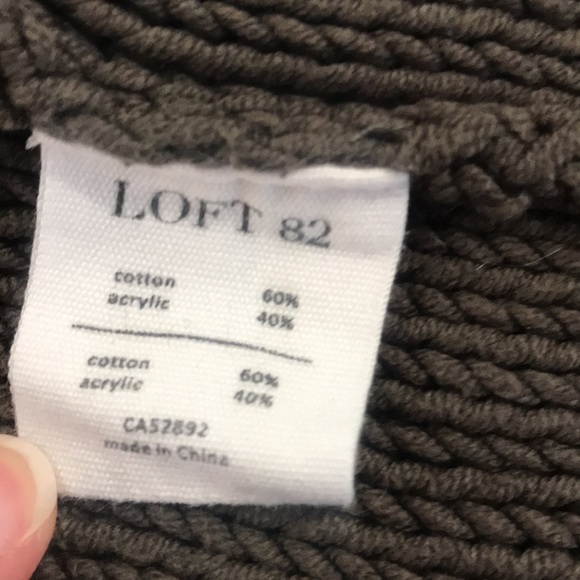 LOFT 82
cotton 60%
acrylic 40%
cotton 60%
acrylic 40%
CA52892
made in China